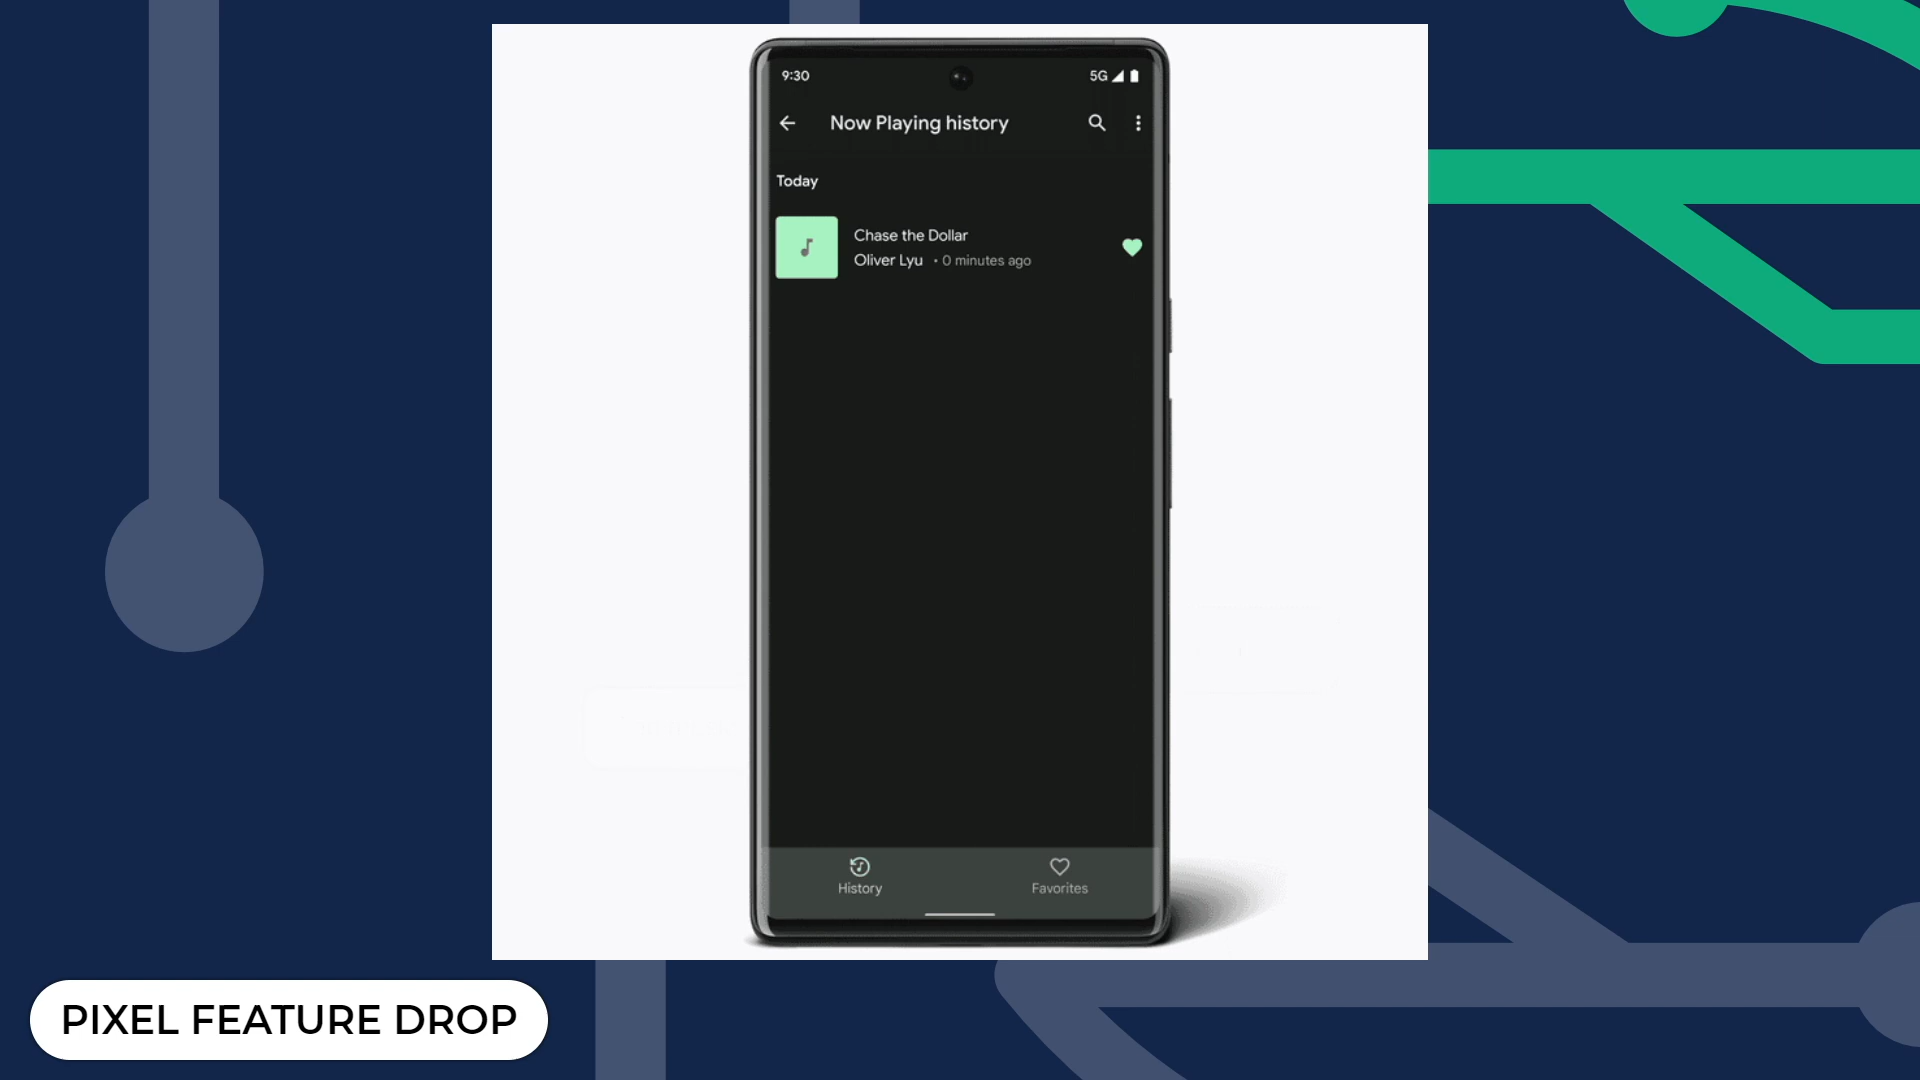 9:30
5G
Now Playing history
Today
Chase the Dollar
Oliver Lyu • 0 minutes ago
History
Favorites
PIXEL FEATURE DROP